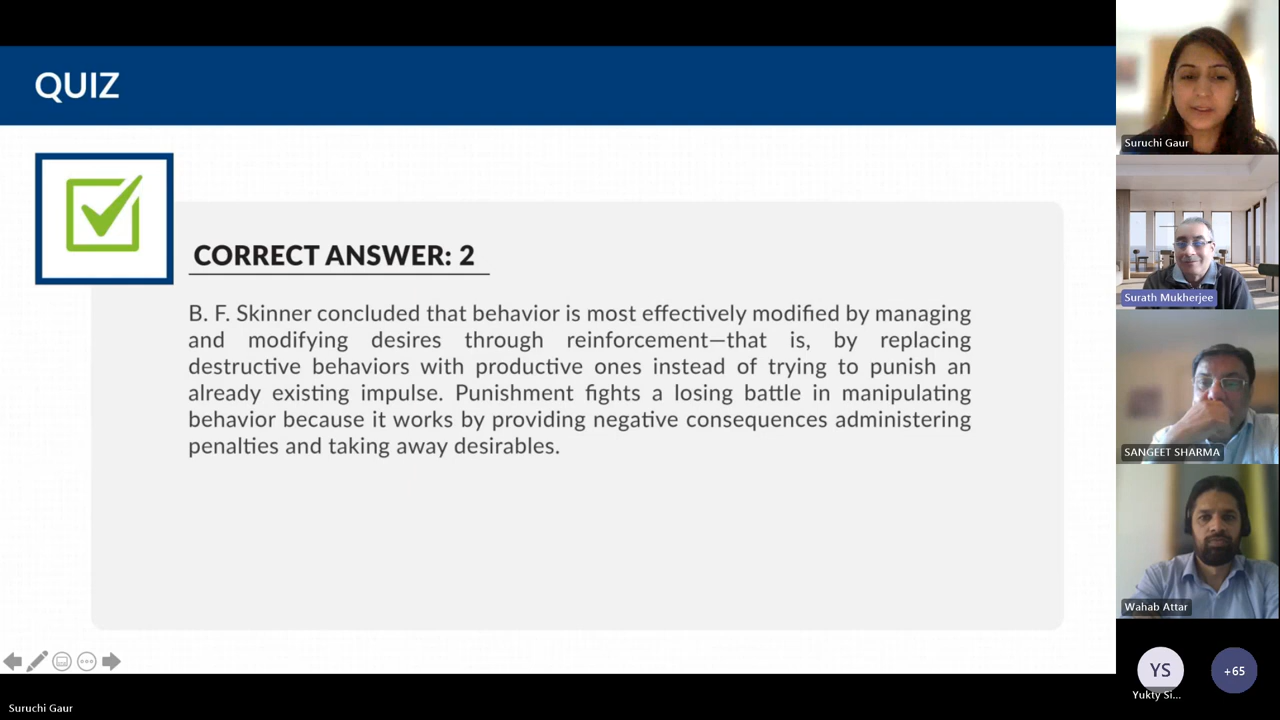 QUIZ
CORRECT ANSWER: 2
B. F. Skinner concluded that behavior is most effectively modified by managing
and modifying desires through reinforcement—that is, by replacing
destructive behaviors with productive ones instead of trying to punish an
already existing impulse. Punishment fights a losing battle in manipulating
behavior because it works by providing negative consequences administering
penalties and taking away desirables.
Suruchi Gaur
Surath Mukherjee
SANGEET SHARMA
Wahab Attar
YS
+65
Yukty Si...
Suruchi Gaur